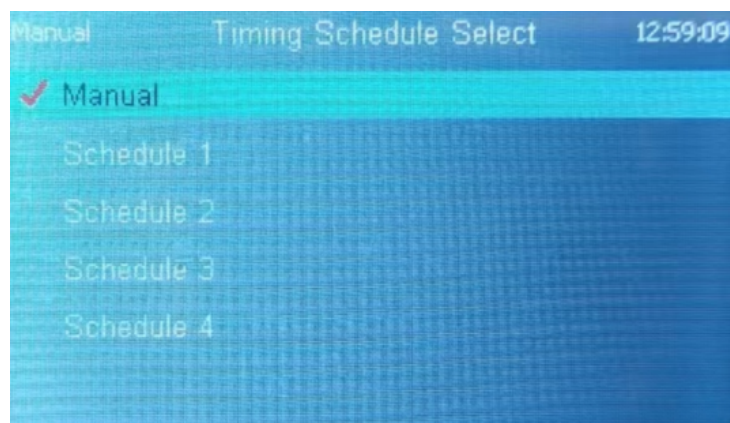 Manual Timing Schedule Select 12:59:09
Manual
Schedule 1
Schedule 2
Schedule 3
Schedule 4